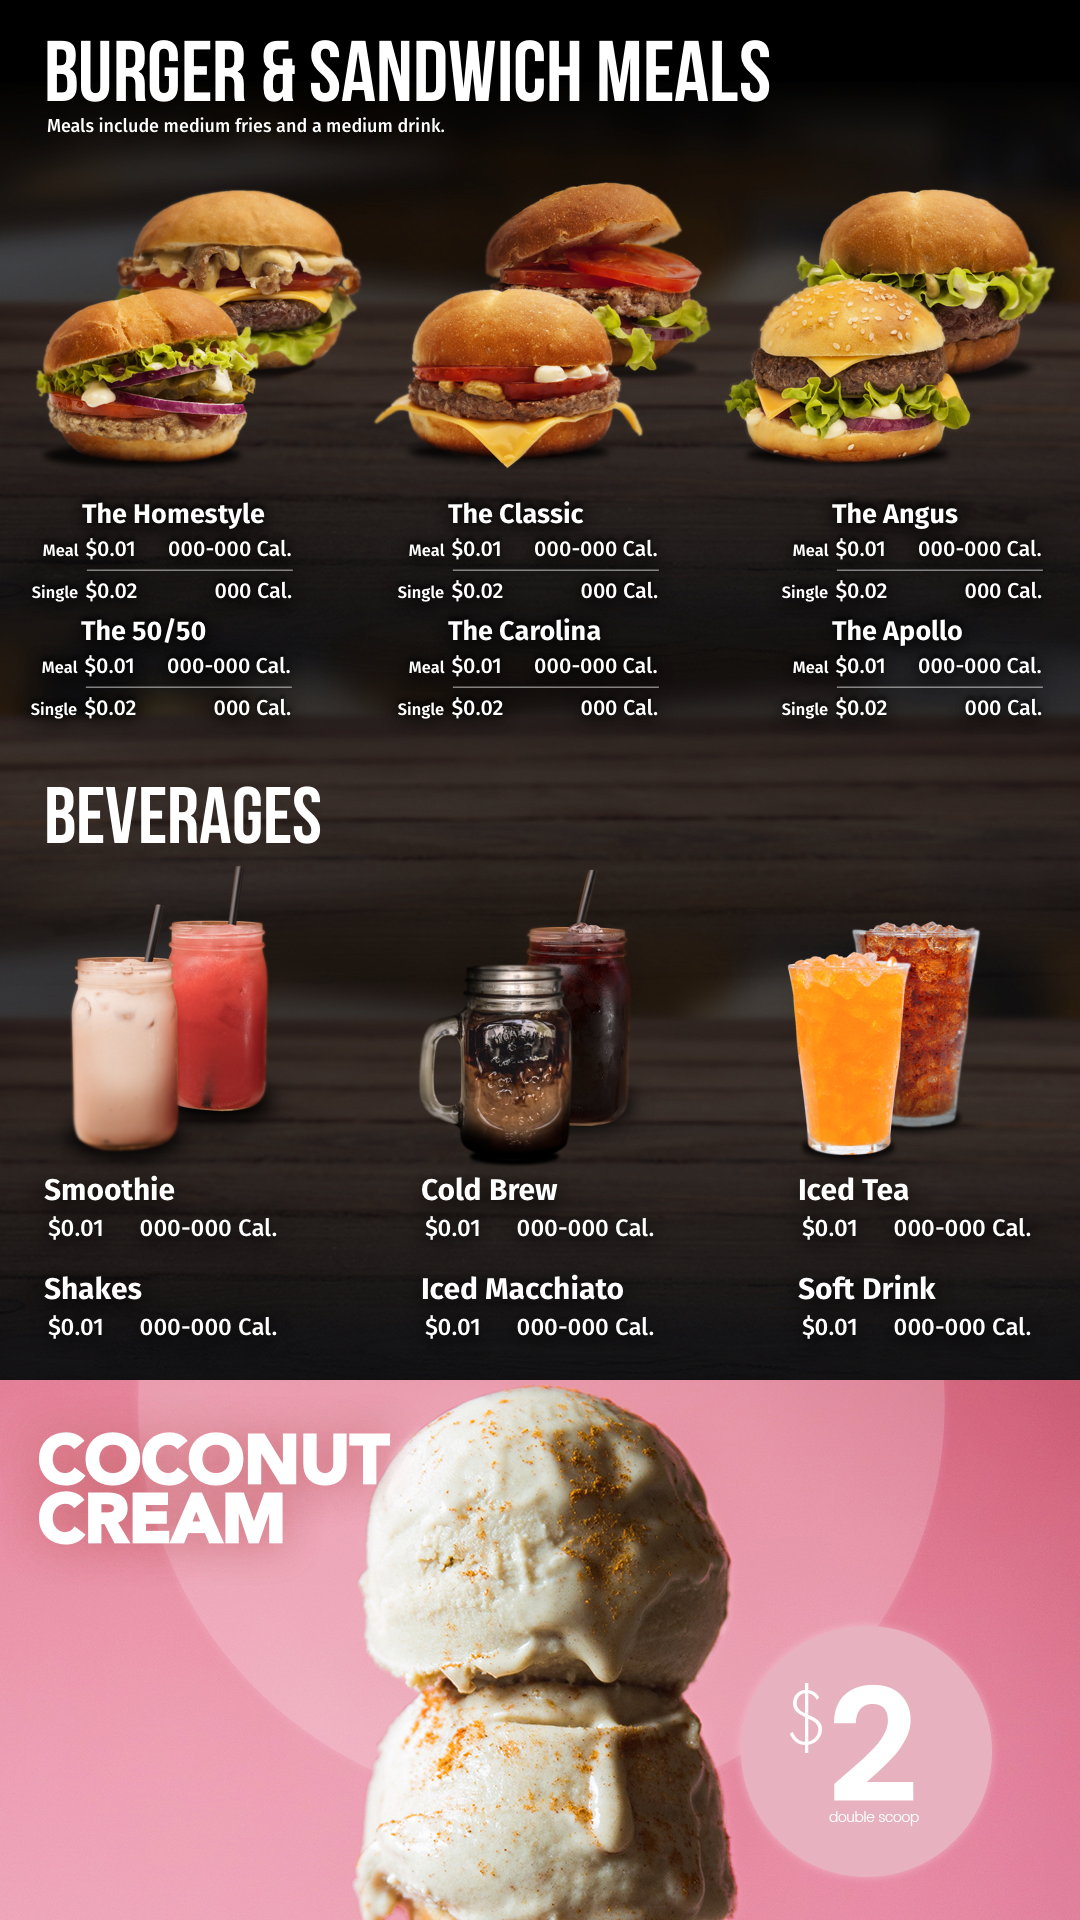 BURGER & SANDWICH MEALS
Meals include medium fries and a medium drink.
The Homestyle
Meal $0.01 000-000 Cal.
Single $0.02 000 Cal.
The 50/50
Meal $0.01 000-000 Cal.
Single $0.02 000 Cal.
The Classic
Meal $0.01 000-000 Cal.
Single $0.02 000 Cal.
The Carolina
Meal $0.01 000-000 Cal.
Single $0.02 000 Cal.
The Angus
Meal $0.01 000-000 Cal.
Single $0.02 000 Cal.
The Apollo
Meal $0.01 000-000 Cal.
Single $0.02 000 Cal.
BEVERAGES
Smoothie
$0.01 000-000 Cal.
Shakes
$0.01 000-000 Cal.
Cold Brew
$0.01 000-000 Cal.
Iced Macchiato
$0.01 000-000 Cal.
Iced Tea
$0.01 000-000 Cal.
Soft Drink
$0.01 000-000 Cal.
COCONUT
CREAM
$2
double scoop